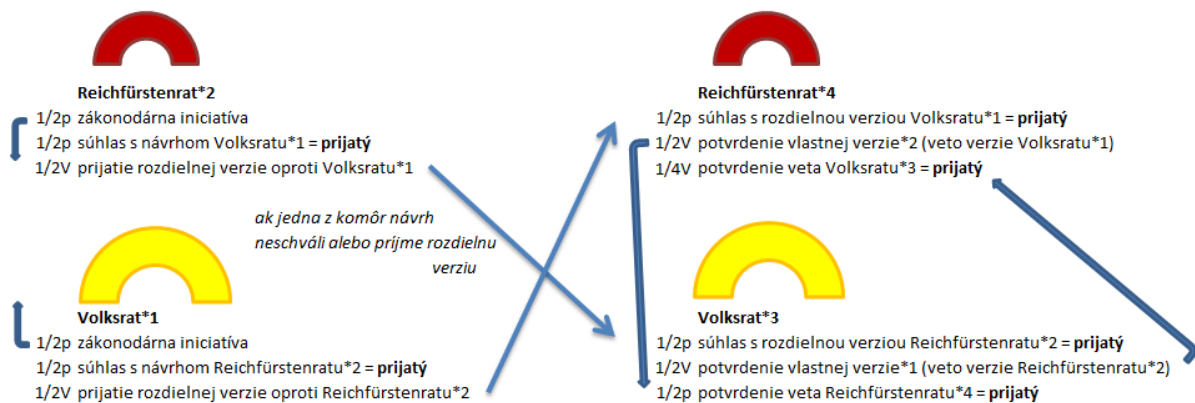 Reichfürstenrat*2
1/2p zákonodárna iniciatíva
1/2p súhlas s návrhom Volksratu*1 = prijatý
1/2V prijatie rozdielnej verzie oproti Volksratu*1
ak jedna z komôr návrh
neschváli alebo príjme rozdielnu
verziu
Volksrat*1
1/2p zákonodárna iniciatíva
1/2p súhlas s návrhom Reichfürstenratu*2 = prijatý
1/2V prijatie rozdielnej verzie oproti Reichfürstenratu*2
Reichfürstenrat*4
1/2p súhlas s rozdielnou verziou Volksratu*1 = prijatý
1/2V potvrdenie vlastnej verzie*2 (veto verzie Volksratu*1)
1/4V potvrdenie veta Volksratu*3 = prijatý
Volksrat*3
1/2p súhlas s rozdielnou verziou Reichfürstenratu*2 = prijatý
1/2V potvrdenie vlastnej verzie*1 (veto verzie Reichfürstenratu*2)
1/2p potvrdenie veta Reichfürstenratu*4 = prijatý